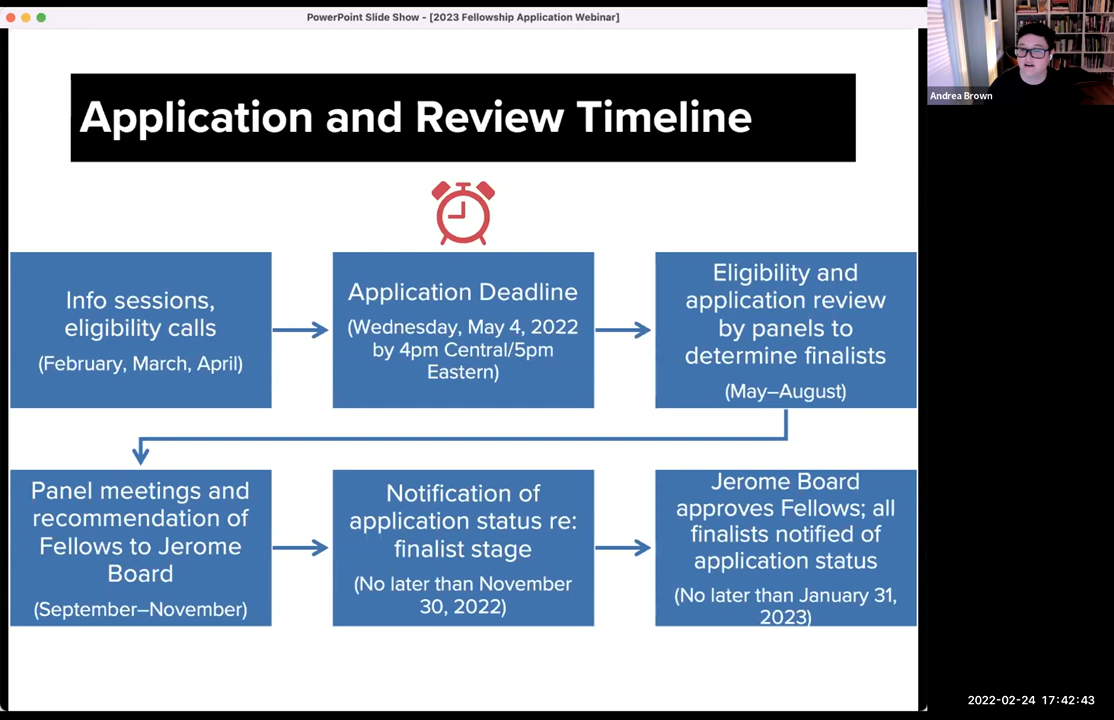 PowerPoint Slide Show - [2023 Fellowship Application Webinar]
Andrea Brown
Application and Review Timeline
Info sessions,
eligibility calls
(February, March, April)
Application Deadline
(Wednesday, May 4, 2022
by 4pm Central/5pm
Eastern)
Eligibility and
application review
by panels to
determine finalists
(May–August)
Panel meetings and
recommendation of
Fellows to Jerome
Board
(September–November)
Notification of
application status re:
finalist stage
(No later than November
30, 2022)
Jerome Board
approves Fellows; all
finalists notified of
application status
(No later than January 31,
2023)
2022-02-24 17:42:43